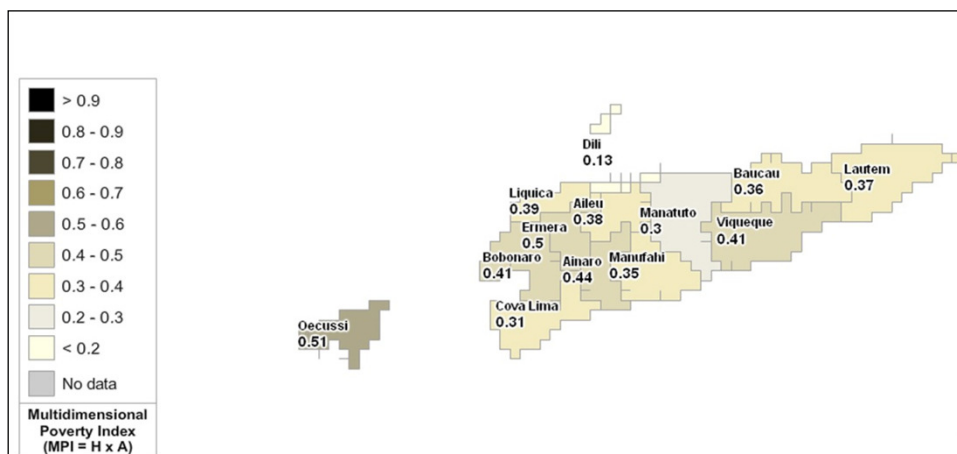 > 0.9
0.8 - 0.9
0.7 - 0.8
0.6 - 0.7
0.5 - 0.6
0.4 - 0.5
0.3 - 0.4
0.2 - 0.3
< 0.2
No data
Multidimensional
Poverty Index
(MPI = H x A)
Dili
0.13
Baucau
0.36
Lautem
0.37
Liquica
0.39
Aileu
0.38
Manatuto
0.3
Viqueque
0.41
Ermera
0.5
Bobonaro
0.41
Ainaro
0.44
Manufahi
0.35
Cova Lima
0.31
Oecussi
0.51